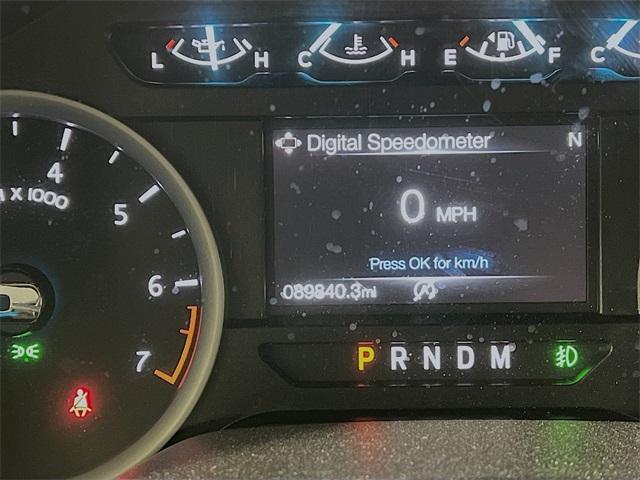 L H C H E F C
Digital Speedometer N
4
X 1000
0 MPH
5
Press OK for km/h
6
089840.3mi
7
P R N D M